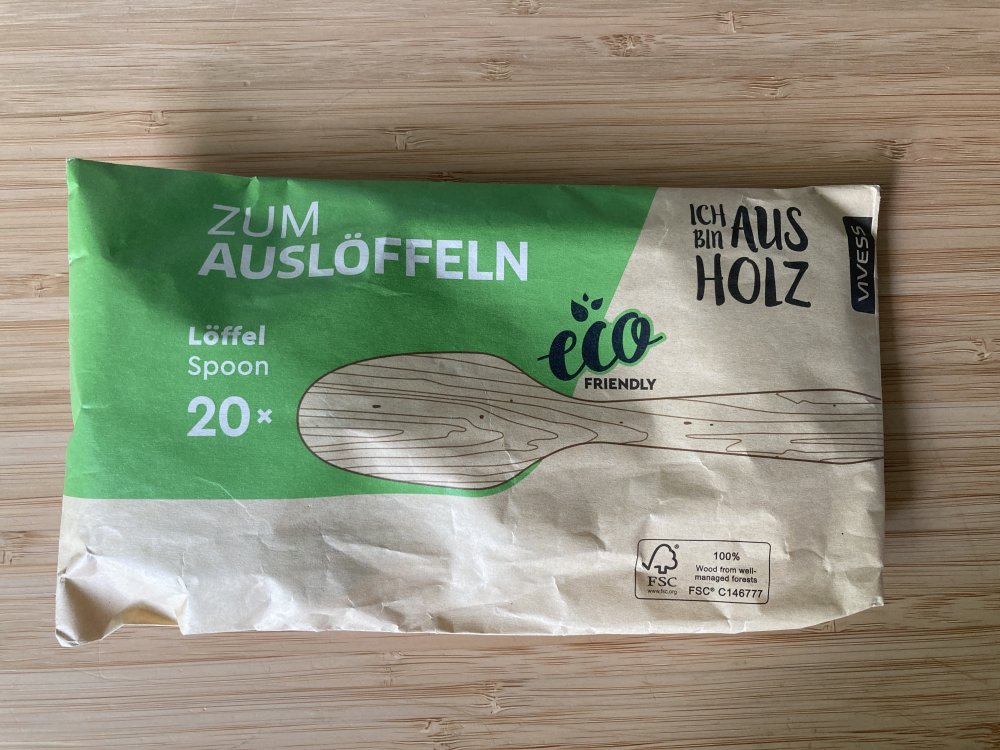 ZUM
AUSLÖFFELN
Löffel
Spoon
20×
eco
FRIENDLY
ICH BIN AUS
HOLZ
VIVESS
FSC
www.fsc.org
100%
Wood from well-
managed forests
FSC® C146777